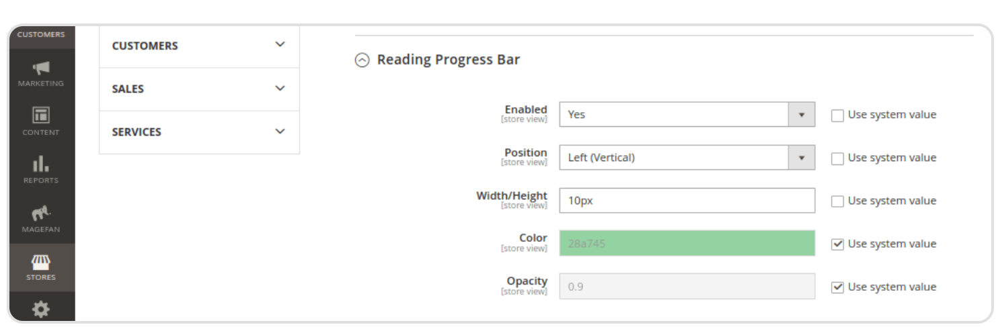 CUSTOMERS
MARKETING
CONTENT
REPORTS
MAGEFAN
STORES
CUSTOMERS
SALES
SERVICES
Reading Progress Bar
Enabled
[store view]
Yes
Use system value
Position
[store view]
Left (Vertical)
Use system value
Width/Height
[store view]
10px
Use system value
Color
[store view]
28a745
Use system value
Opacity
[store view]
0.9
Use system value